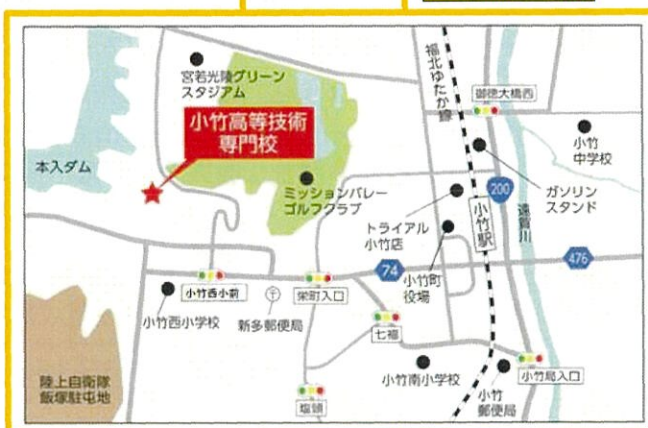 宮若光陵グリーン
スタジアム
小竹高等技術
専門校
本入ダム
ミッションバレー
ゴルフクラブ
福北ゆたか線
御徳大橋西
小竹
中学校
ガソリン
スタンド
200
遠賀川
トライアル
小竹店
小竹駅
小竹町
役場
74
476
小竹西小前
栄町入口
小竹西小学校
新多郵便局
七福
陸上自衛隊
飯塚駐屯地
塩頭
小竹南小学校
小竹
郵便局
小竹局入口